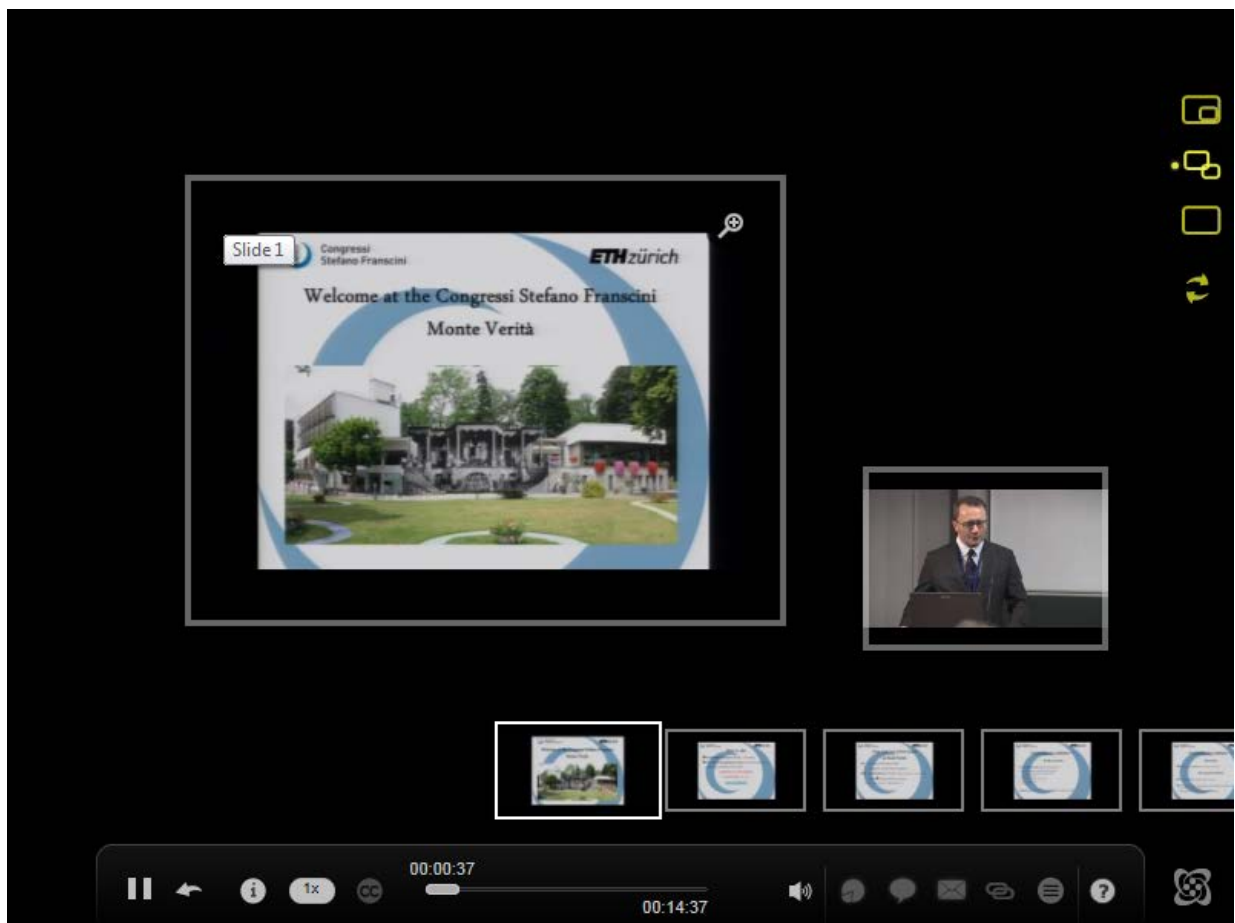 Slide 1
Congressi
Stefano Franscini
ETH zürich
Welcome at the Congressi Stefano Franscini
Monte Verità
00:00:37
1x
CC
00:14:37